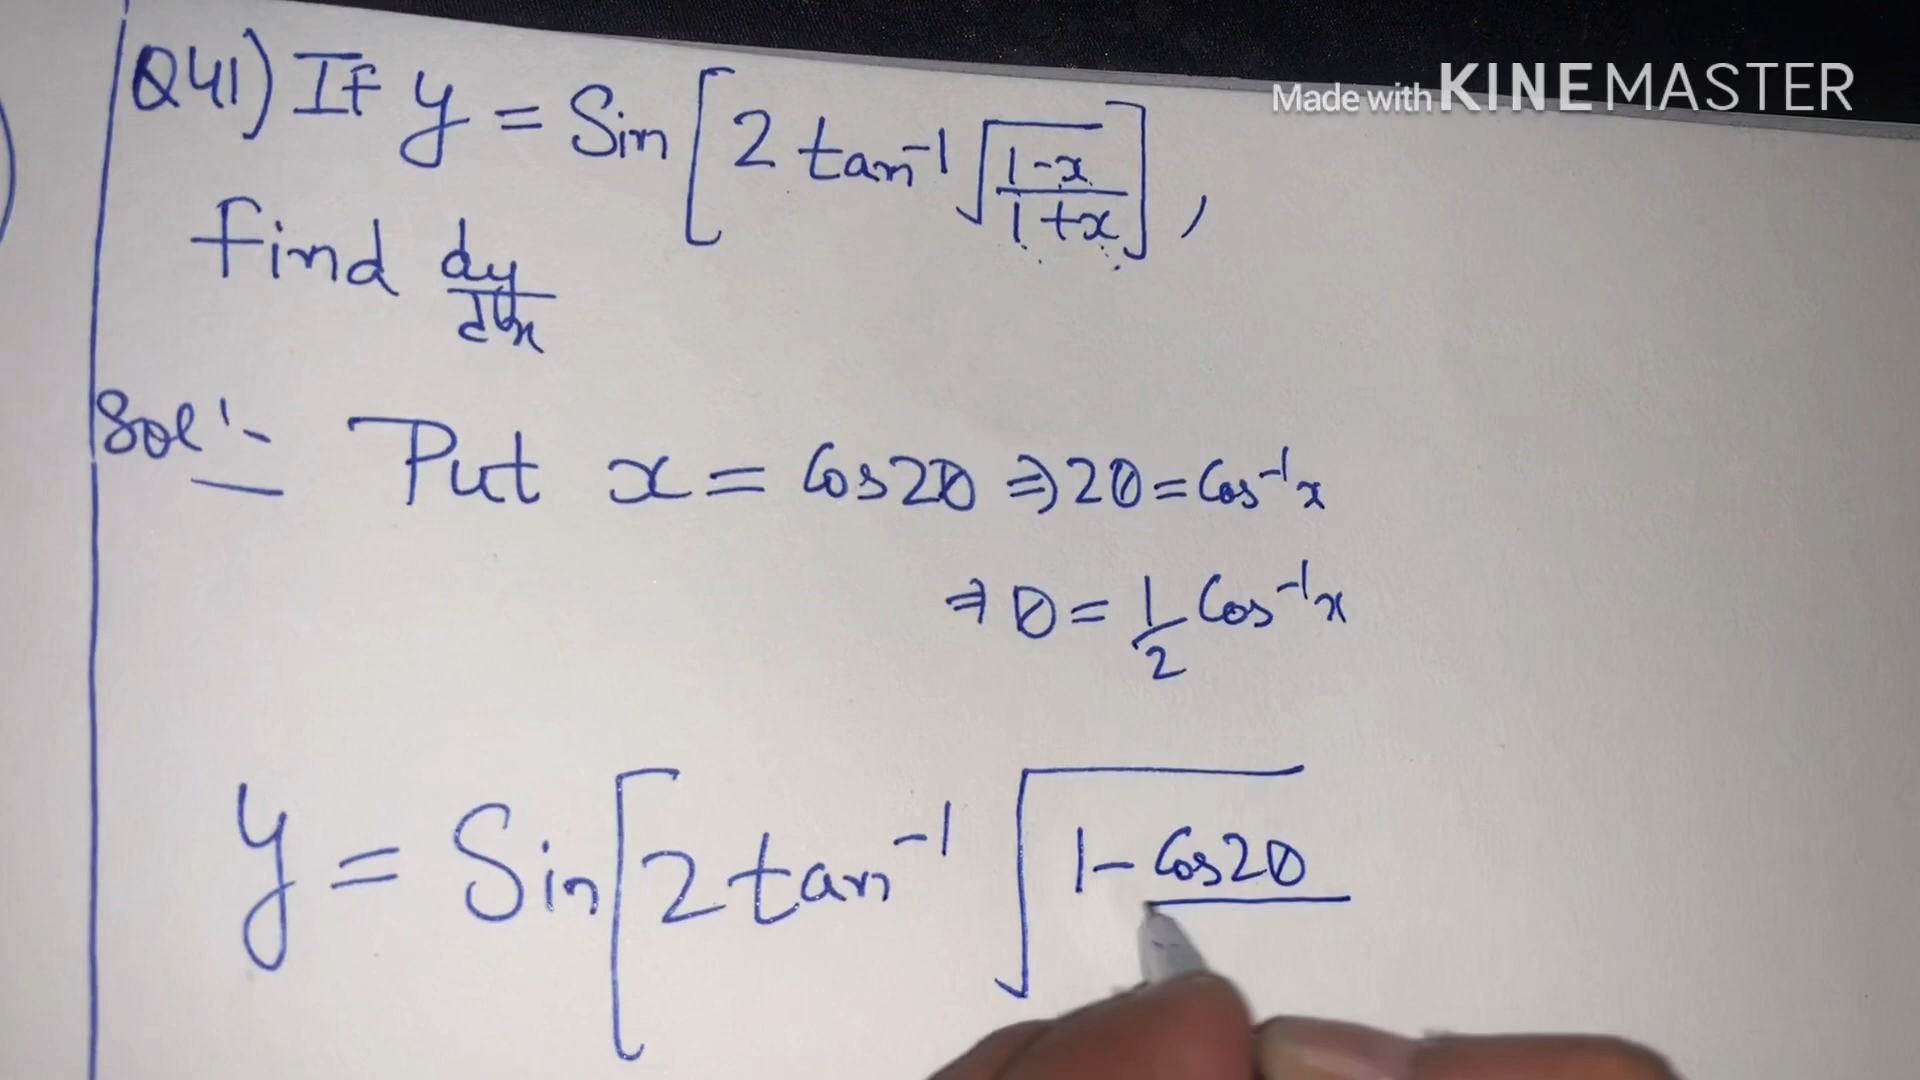 Made with KINEMASTER
Q41) If y = Sin [2 tan⁻¹ √((1-x)/(1+x))],
find dy/dx
Sol:- Put x = Cos2θ ⇒ 2θ = Cos⁻¹x
⇒ θ = 1/2 Cos⁻¹x
y = Sin [2 tan⁻¹ √(1-Cos2θ